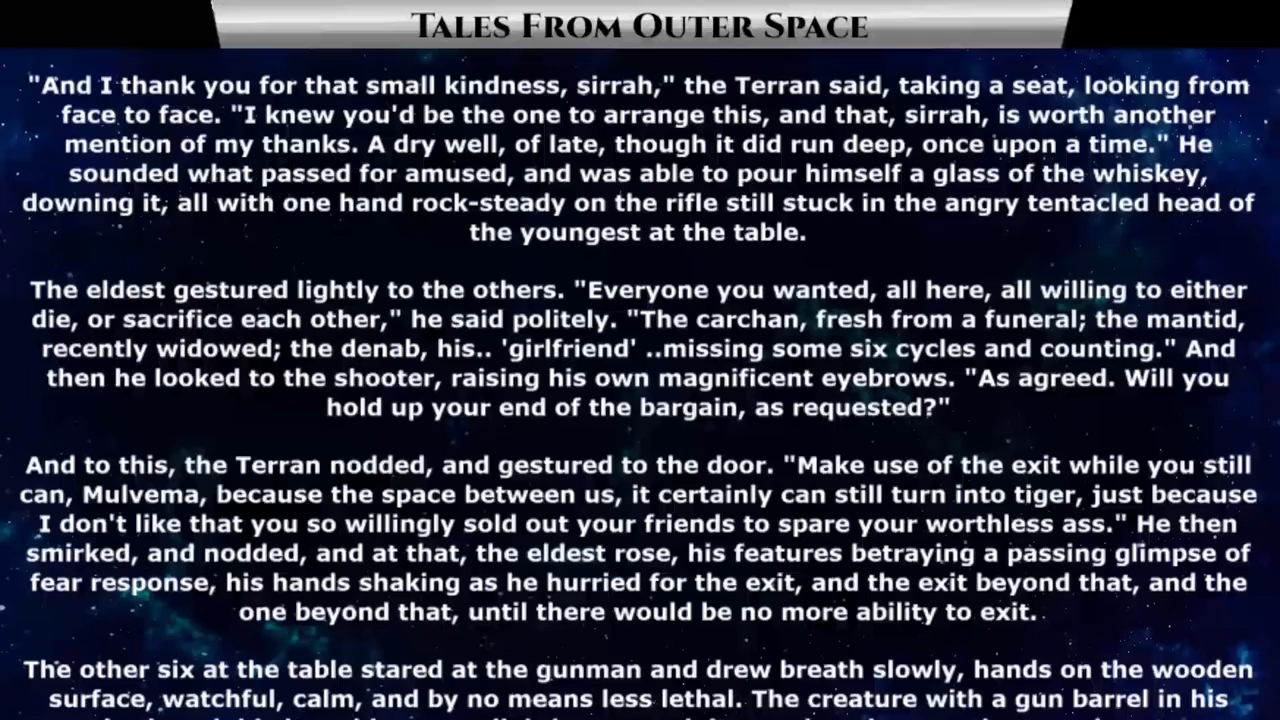 Tales From Outer Space
"And I thank you for that small kindness, sirrah," the Terran said, taking a seat, looking from
face to face. "I knew you'd be the one to arrange this, and that, sirrah, is worth another
mention of my thanks. A dry well, of late, though it did run deep, once upon a time." He
sounded what passed for amused, and was able to pour himself a glass of the whiskey,
downing it, all with one hand rock-steady on the rifle still stuck in the angry tentacled head of
the youngest at the table.
The eldest gestured lightly to the others. "Everyone you wanted, all here, all willing to either
die, or sacrifice each other," he said politely. "The carchan, fresh from a funeral; the mantid,
recently widowed; the denab, his.. 'girlfriend' ..missing some six cycles and counting." And
then he looked to the shooter, raising his own magnificent eyebrows. "As agreed. Will you
hold up your end of the bargain, as requested?"
And to this, the Terran nodded, and gestured to the door. "Make use of the exit while you still
can, Mulvema, because the space between us, it certainly can still turn into tiger, just because
I don't like that you so willingly sold out your friends to spare your worthless ass." He then
smirked, and nodded, and at that, the eldest rose, his features betraying a passing glimpse of
fear response, his hands shaking as he hurried for the exit, and the exit beyond that, and the
one beyond that, until there would be no more ability to exit.
The other six at the table stared at the gunman and drew breath slowly, hands on the wooden
surface, watchful, calm, and by no means less lethal. The creature with a gun barrel in his